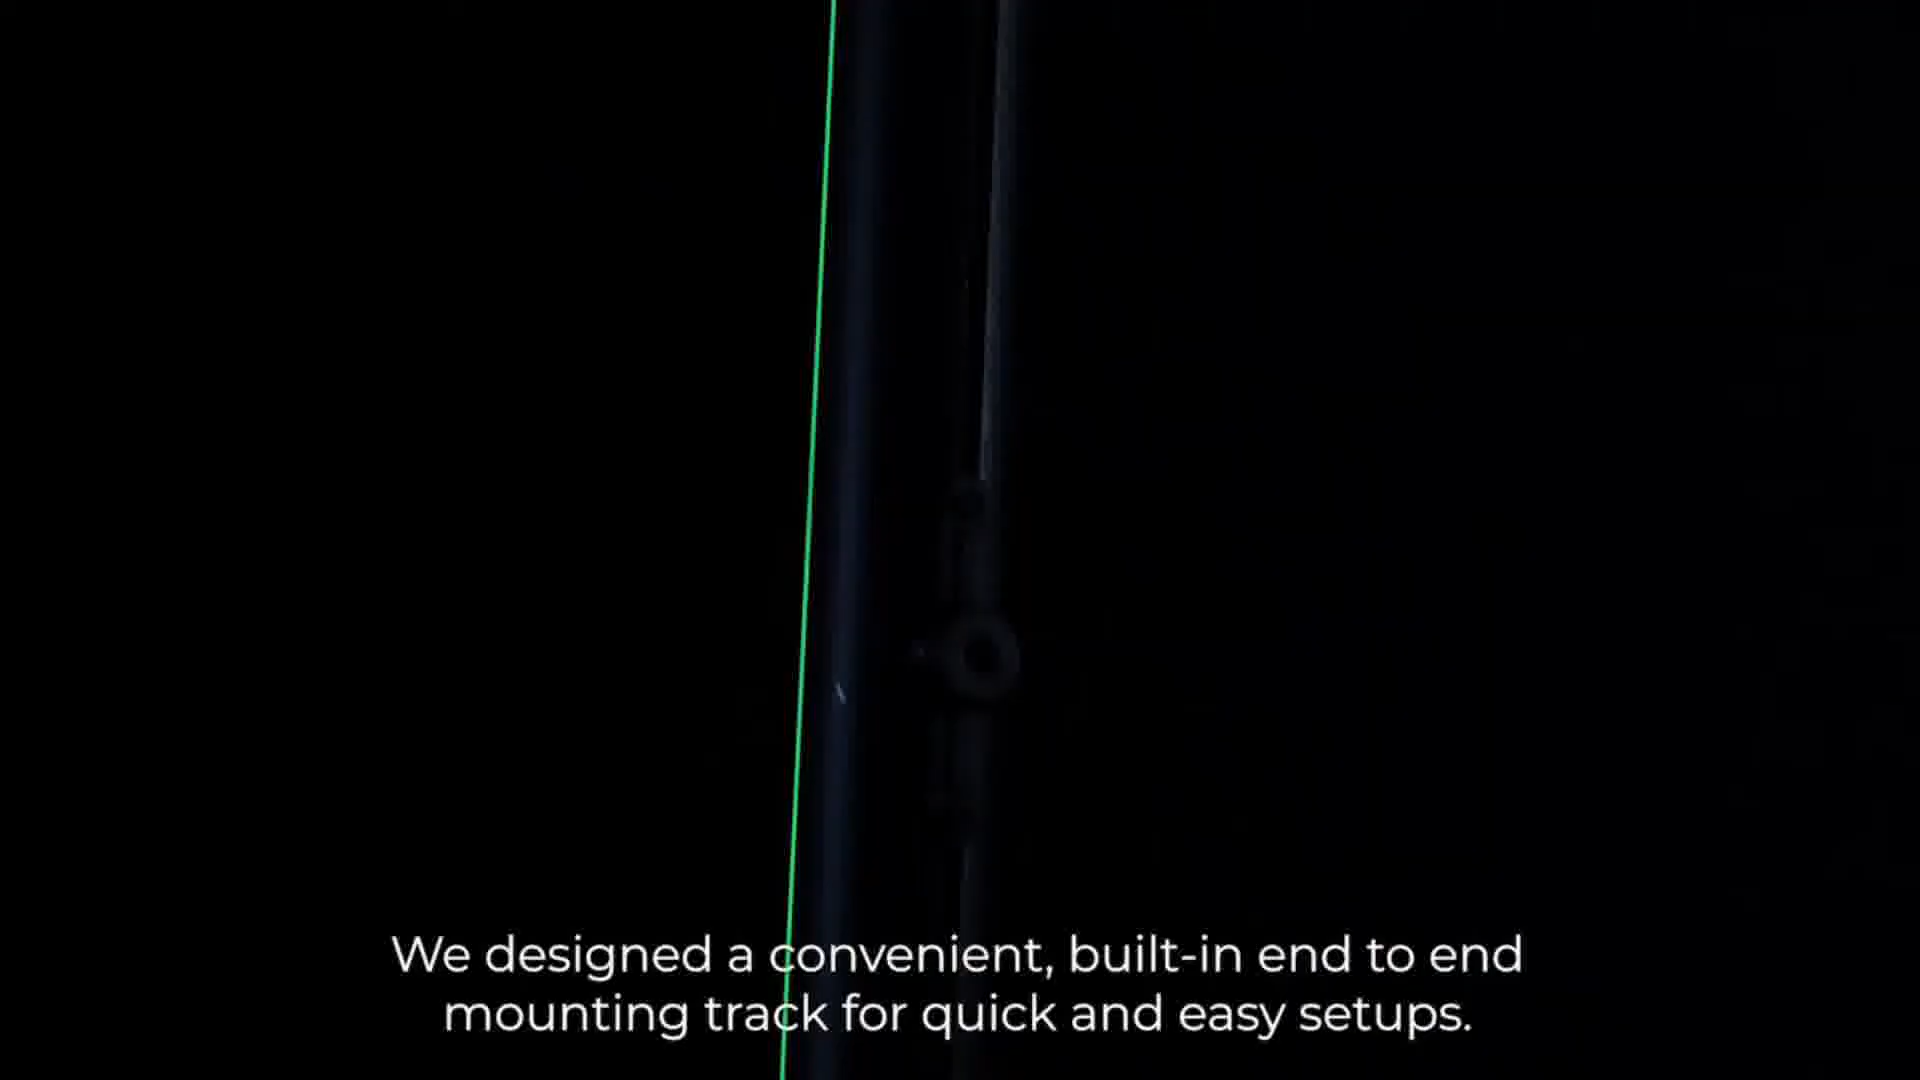 We designed a convenient, built-in end to end
mounting track for quick and easy setups.